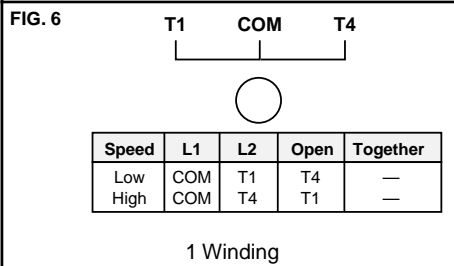 FIG. 6
T1 COM T4
Speed L1 L2 Open Together
Low COM T1 T4 —
High COM T4 T1 —
1 Winding